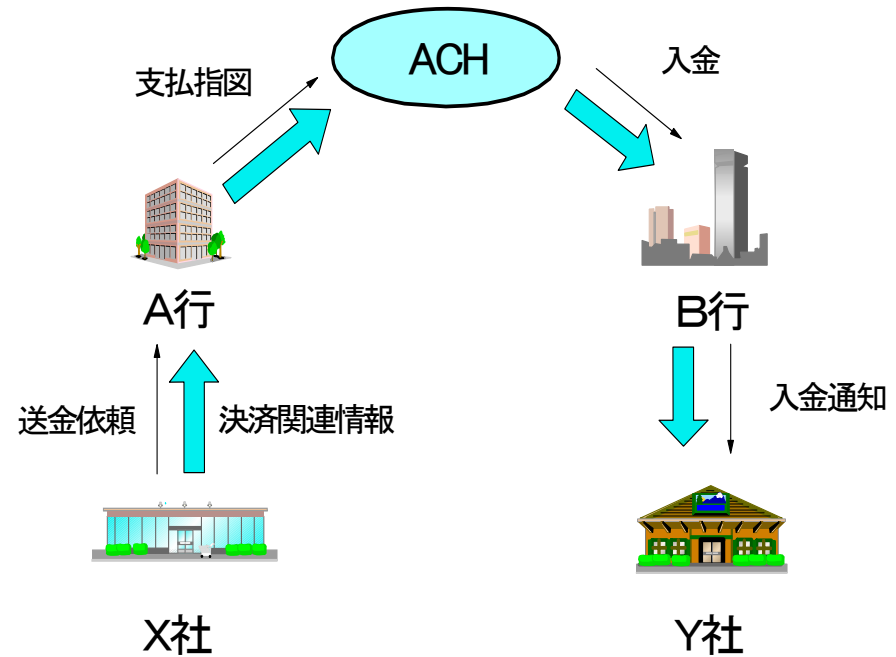 ACH
支払指図
入金
A行
B行
送金依頼
決済関連情報
入金通知
X社
Y社